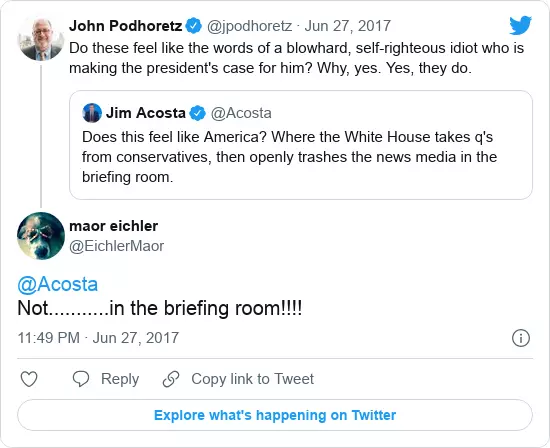 John Podhoretz @jpodhoretz · Jun 27, 2017
Do these feel like the words of a blowhard, self-righteous idiot who is
making the president's case for him? Why, yes. Yes, they do.
Jim Acosta @Acosta
Does this feel like America? Where the White House takes q's
from conservatives, then openly trashes the news media in the
briefing room.
maor eichler
@EichlerMaor
@Acosta
Not...........in the briefing room!!!!
11:49 PM · Jun 27, 2017
Reply Copy link to Tweet
Explore what's happening on Twitter